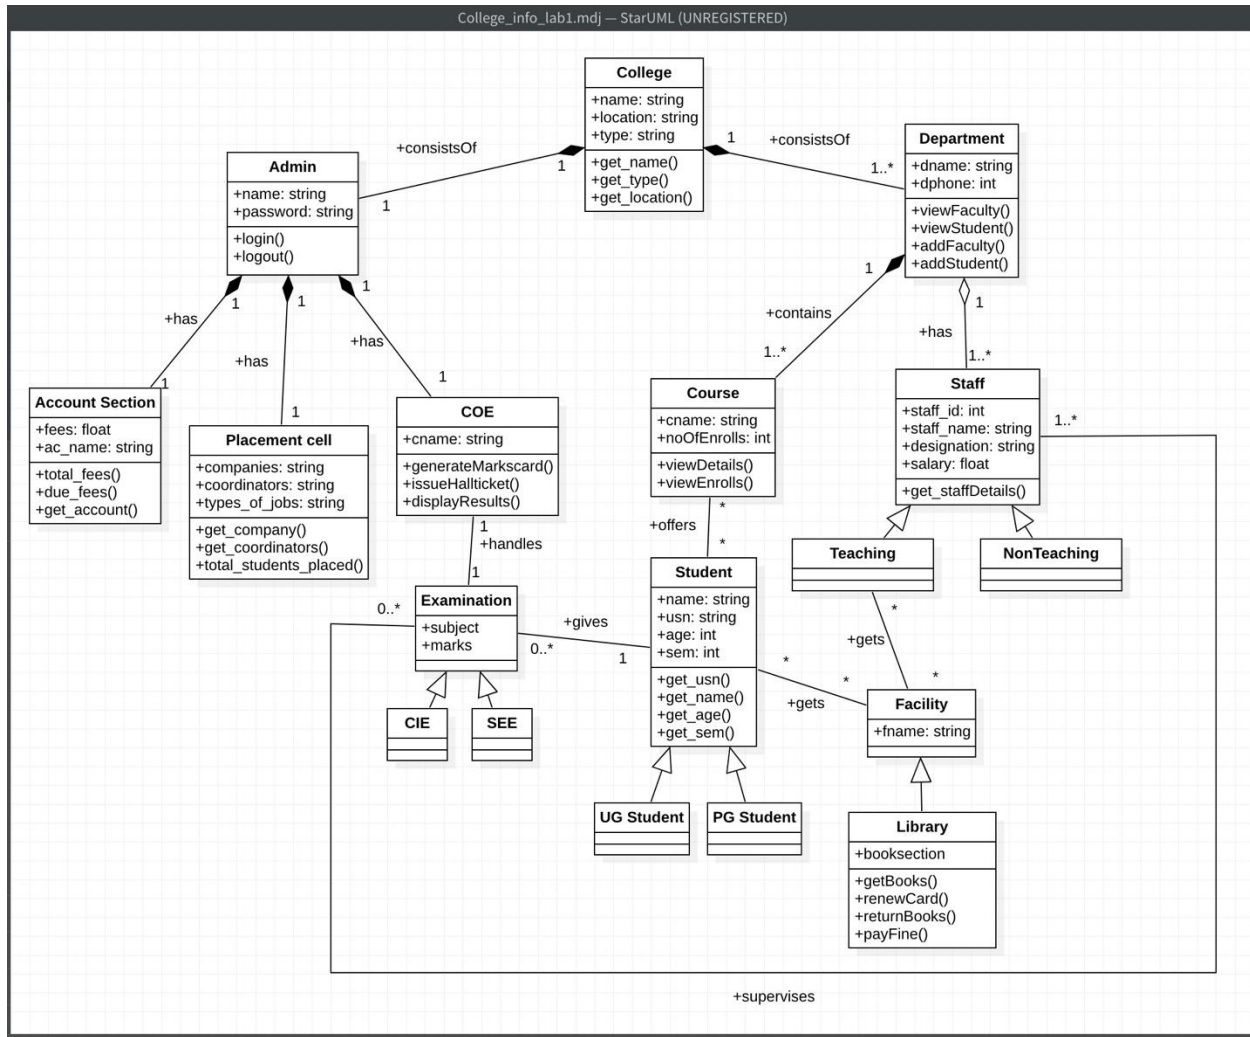 College_info_lab1.mdj — StarUML (UNREGISTERED)
College
+name: string
+location: string
+type: string
+get_name()
+get_type()
+get_location()
+consistsOf
1
1
1
+consistsOf
1..*
Department
+dname: string
+dphone: int
+viewFaculty()
+viewStudent()
+addFaculty()
+addStudent()
Admin
+name: string
+password: string
+login()
+logout()
1
1
1
+has
+has
+has
1
1
1
Account Section
+fees: float
+ac_name: string
+total_fees()
+due_fees()
+get_account()
Placement cell
+companies: string
+coordinators: string
+types_of_jobs: string
+get_company()
+get_coordinators()
+total_students_placed()
COE
+cname: string
+generateMarkscard()
+issueHallticket()
+displayResults()
1
+contains
1..*
1
+has
1..*
Course
+cname: string
+noOfEnrolls: int
+viewDetails()
+viewEnrolls()
Staff
+staff_id: int
+staff_name: string
+designation: string
+salary: float
+get_staffDetails()
1..*
*
+offers
*
1
+handles
1
Teaching
NonTeaching
Student
+name: string
+usn: string
+age: int
+sem: int
+get_usn()
+get_name()
+get_age()
+get_sem()
Examination
+subject
+marks
0..*
+gives
0..*
1
*
+gets
*
*
+gets
*
Facility
+fname: string
CIE
SEE
UG Student
PG Student
Library
+booksection
+getBooks()
+renewCard()
+returnBooks()
+payFine()
+supervises